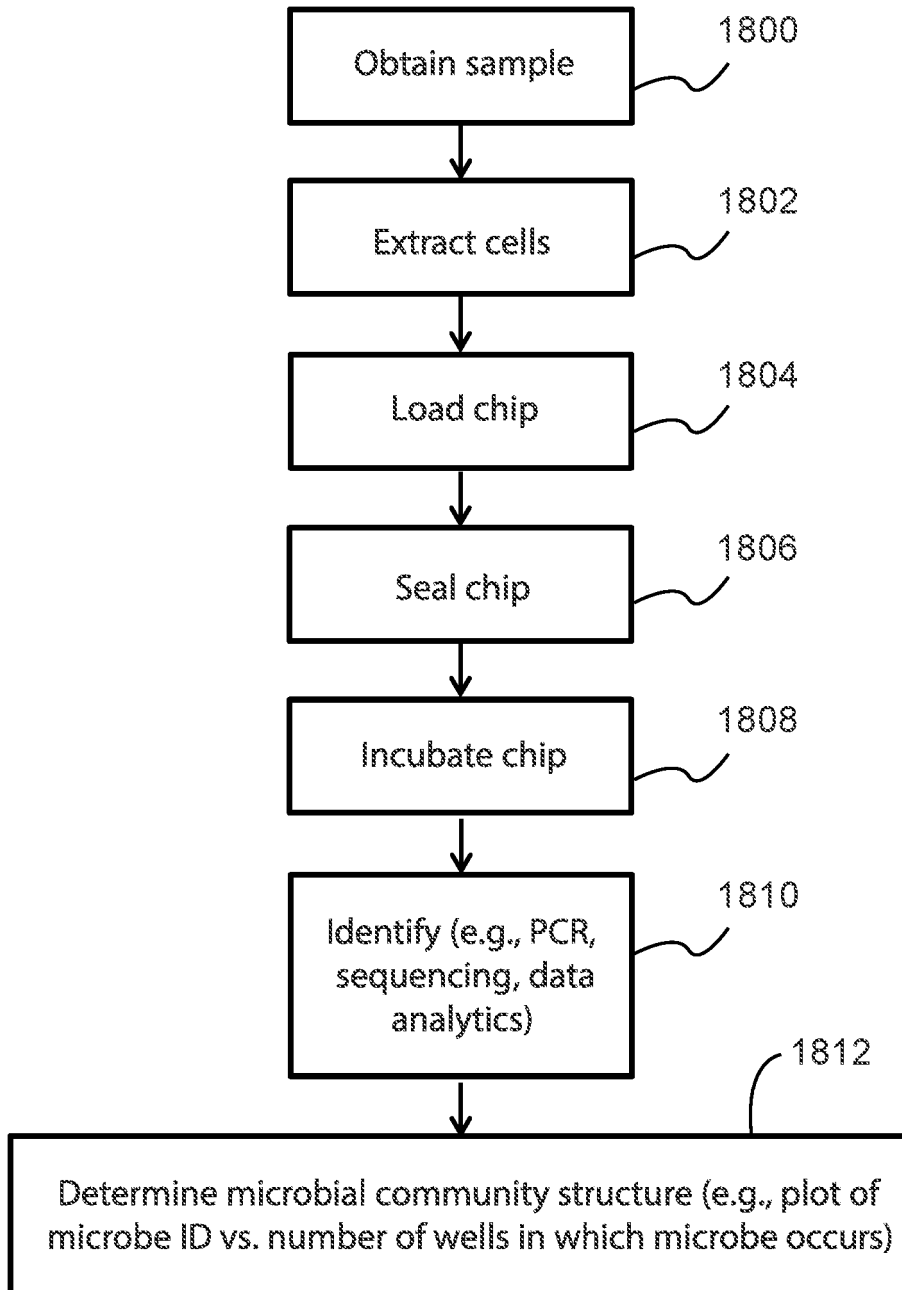 Obtain sample
1800
Extract cells
1802
Load chip
1804
Seal chip
1806
Incubate chip
1808
Identify (e.g., PCR,
sequencing, data
analytics)
1810
1812
Determine microbial community structure (e.g., plot of
microbe ID vs. number of wells in which microbe occurs)